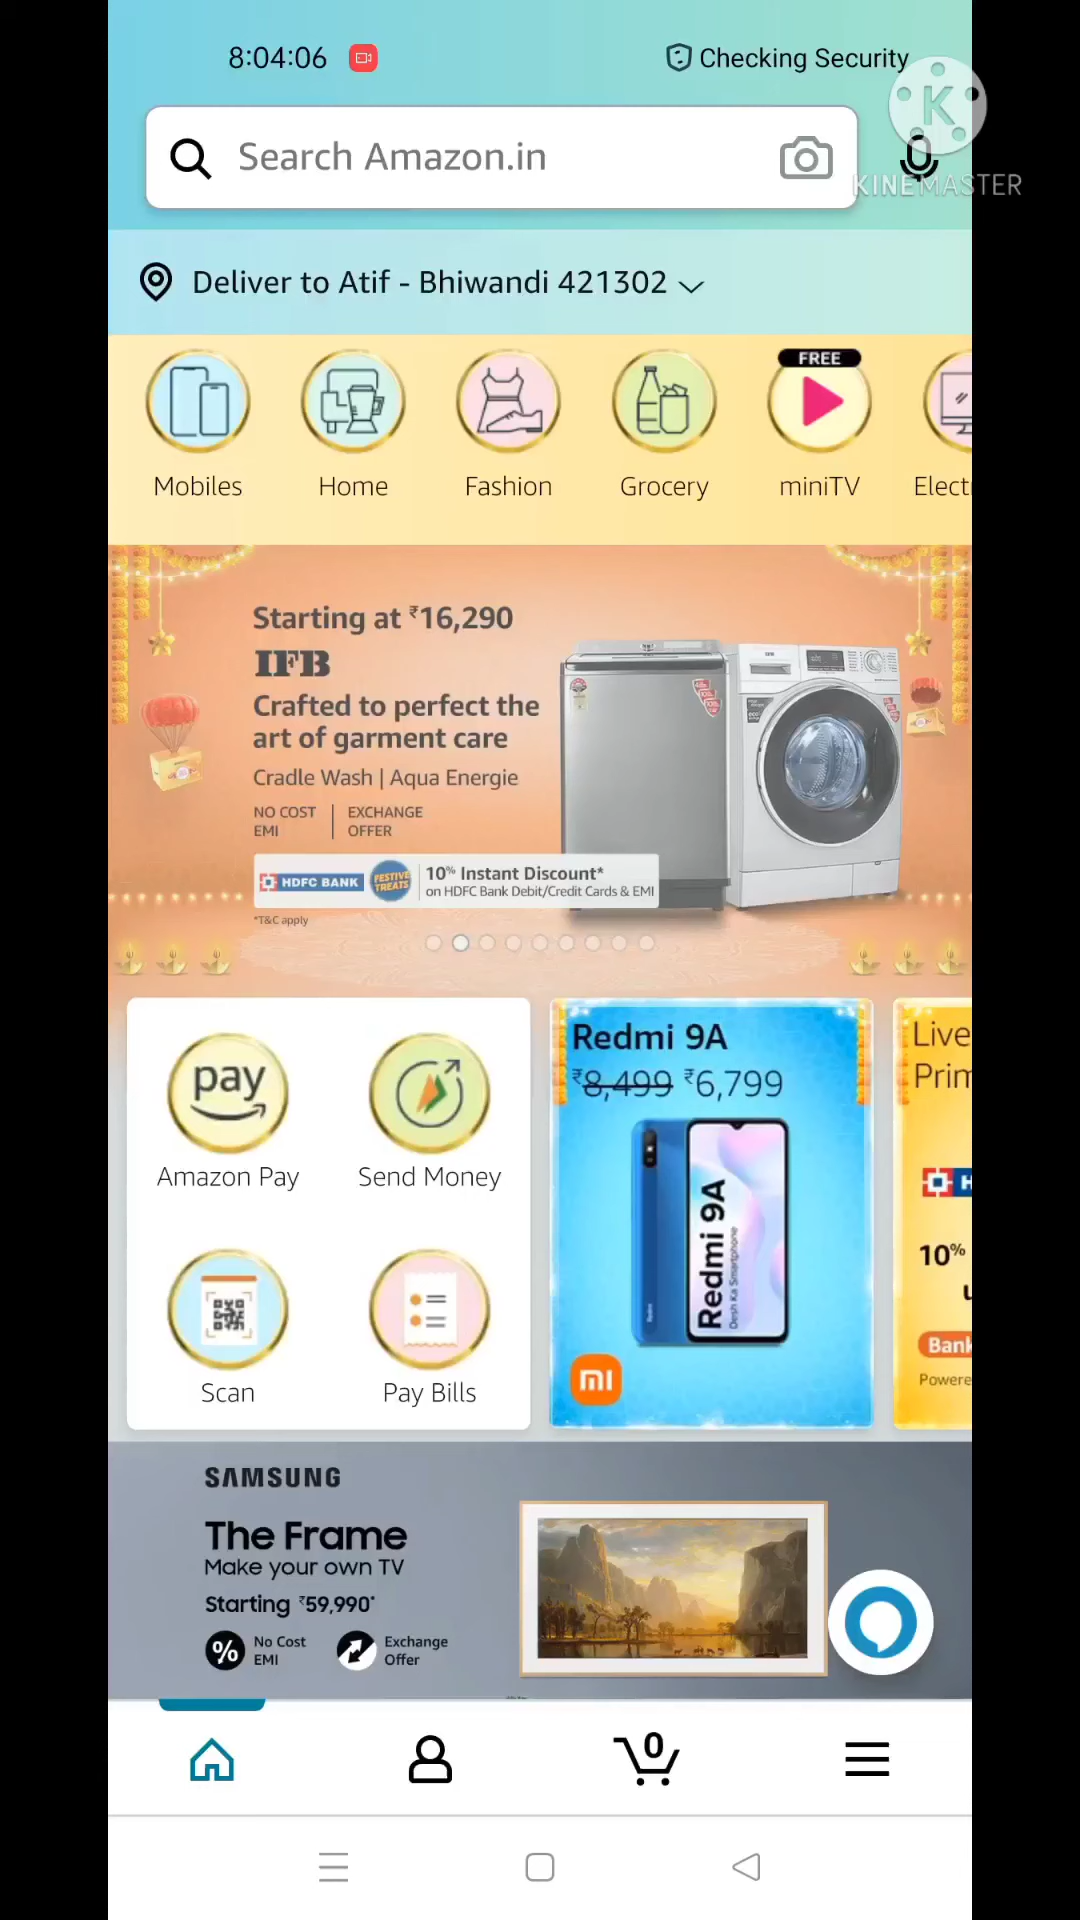 8:04:06
Checking Security
KINEMASTER
Search Amazon.in
Deliver to Atif - Bhiwandi 421302
FREE
Mobiles
Home
Fashion
Grocery
miniTV
Elect
Starting at ₹16,290
IFB
Crafted to perfect the
art of garment care
Cradle Wash | Aqua Energie
NO COST
EMI
EXCHANGE
OFFER
HDFC BANK
FESTIVE
TREATS
10% Instant Discount*
on HDFC Bank Debit/Credit Cards & EMI
*T&C apply
pay
Amazon Pay
Send Money
Scan
Pay Bills
Redmi 9A
₹8,499 ₹6,799
Redmi 9A
Desh Ka Smartphone
mi
Live
Prim
10%
Bank
Powere
SAMSUNG
The Frame
Make your own TV
Starting ₹59,990*
% No Cost
EMI
Exchange
Offer
0